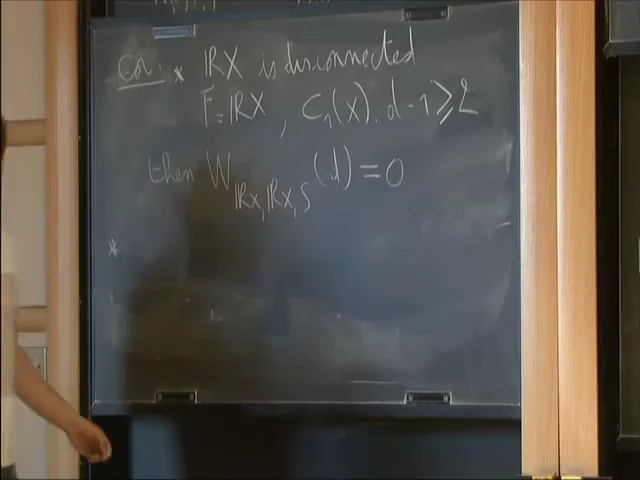 Cor: * ℝX is disconnected
F = ℝX, C₁(X).d - 1 ≥ 2
then W_{ℝX,ℝX,S}(d) = 0
*